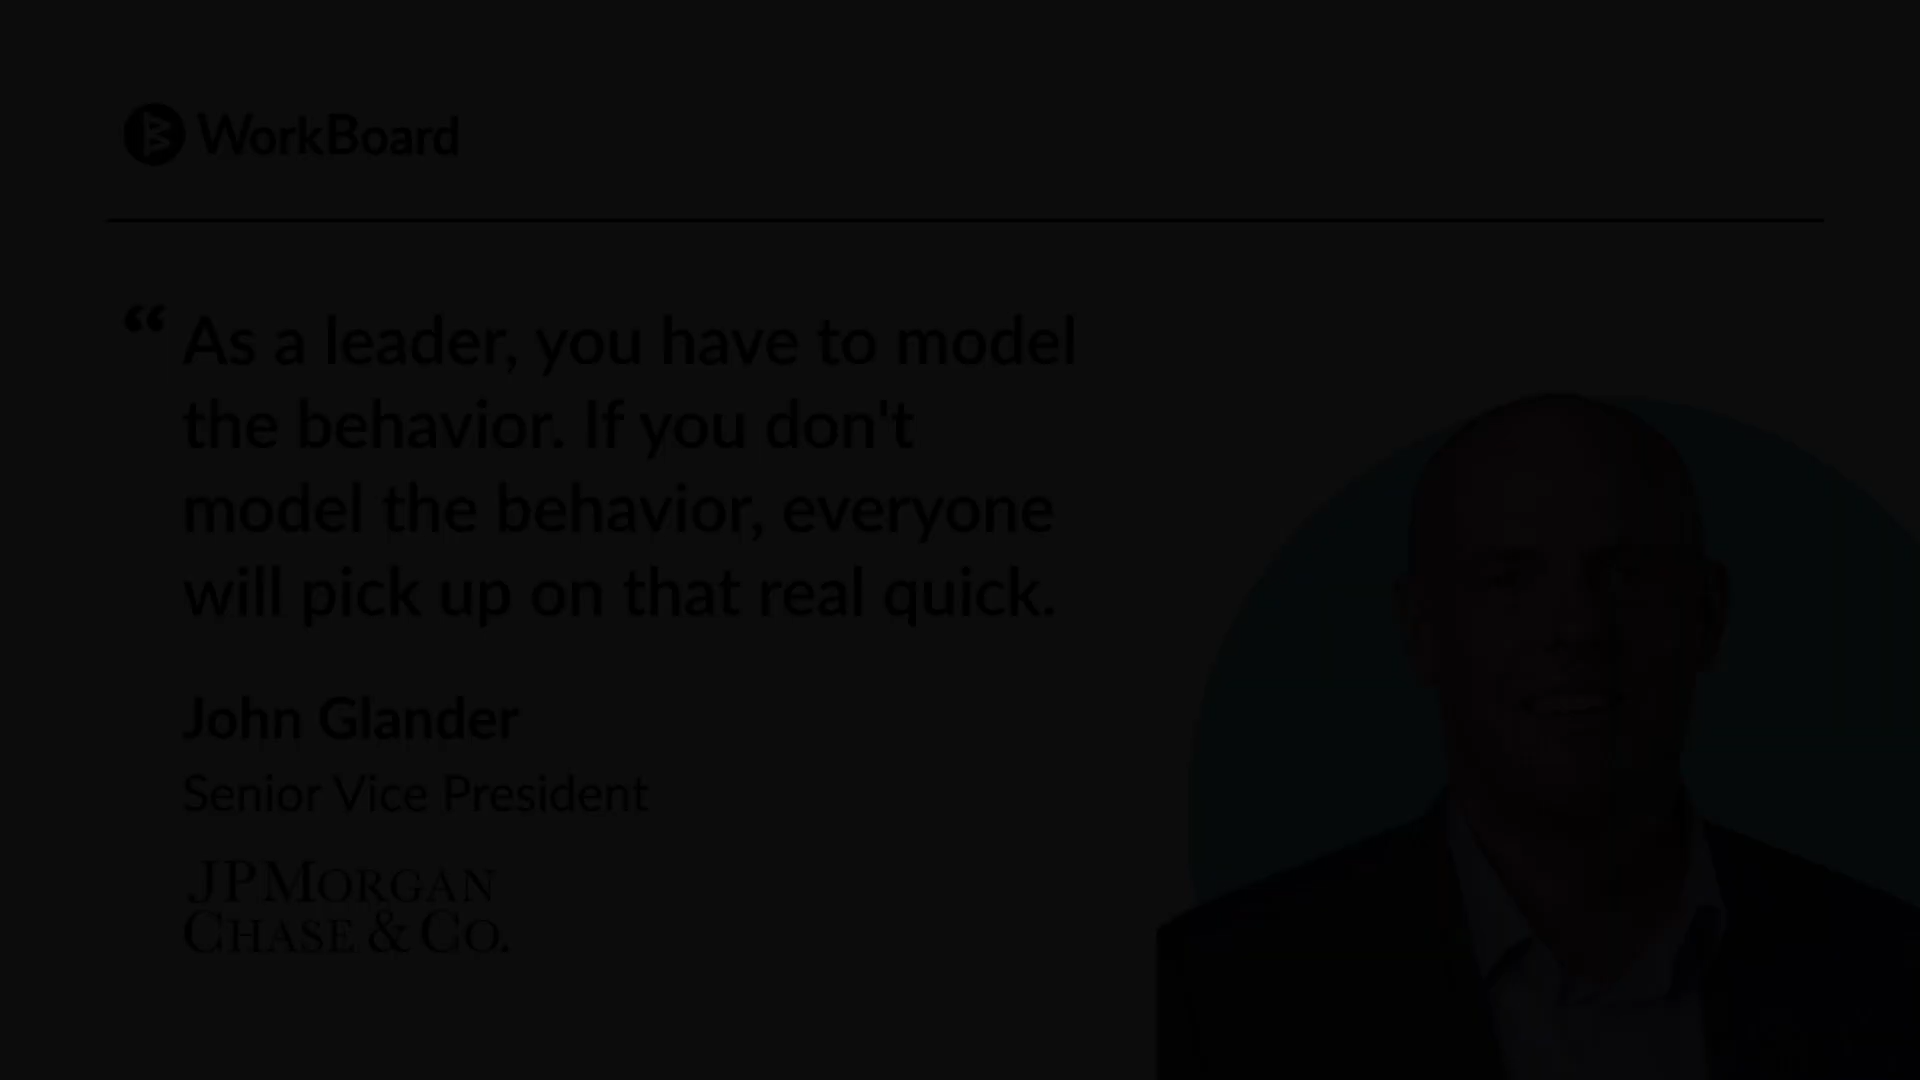 WorkBoard
“ As a leader, you have to model
the behavior. If you don't
model the behavior, everyone
will pick up on that real quick.
John Glander
Senior Vice President
JPMORGAN
CHASE & CO.